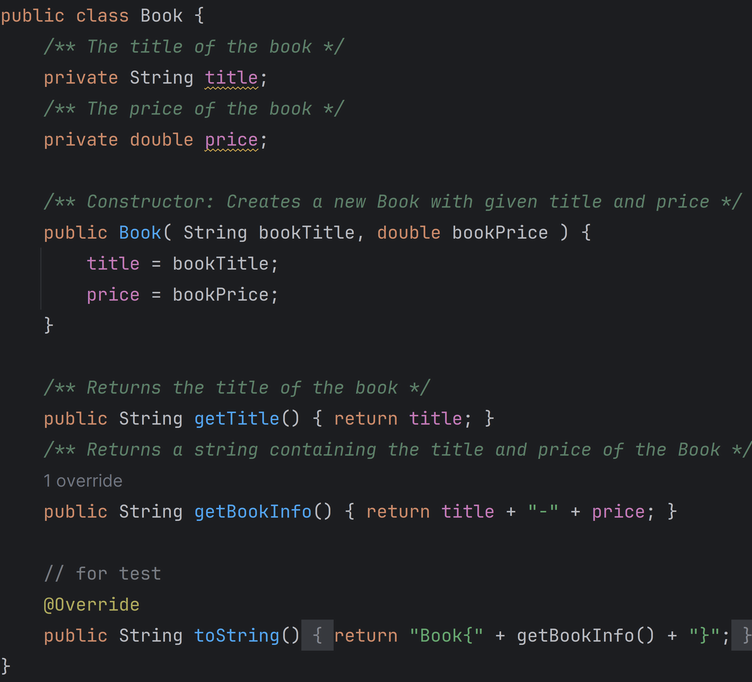 public class Book {
/** The title of the book */
private String title;
/** The price of the book */
private double price;
/** Constructor: Creates a new Book with given title and price */
public Book( String bookTitle, double bookPrice ) {
title = bookTitle;
price = bookPrice;
}
/** Returns the title of the book */
public String getTitle() { return title; }
/** Returns a string containing the title and price of the Book */
1 override
public String getBookInfo() { return title + "-" + price; }
// for test
@Override
public String toString() { return "Book{" + getBookInfo() + "}"; }
}